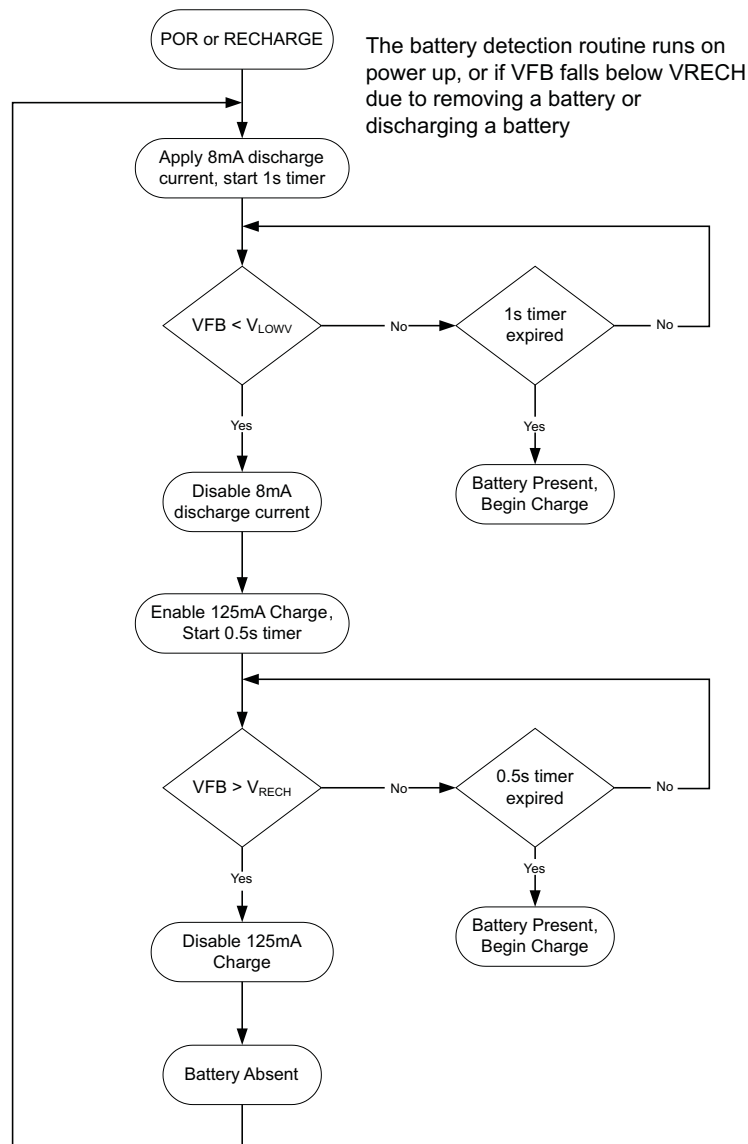 POR or RECHARGE
The battery detection routine runs on
power up, or if VFB falls below VRECH
due to removing a battery or
discharging a battery
Apply 8mA discharge
current, start 1s timer
VFB < VLOWV
No
1s timer
expired
No
Yes
Yes
Disable 8mA
discharge current
Battery Present,
Begin Charge
Enable 125mA Charge,
Start 0.5s timer
VFB > VRECH
No
0.5s timer
expired
No
Yes
Yes
Disable 125mA
Charge
Battery Present,
Begin Charge
Battery Absent